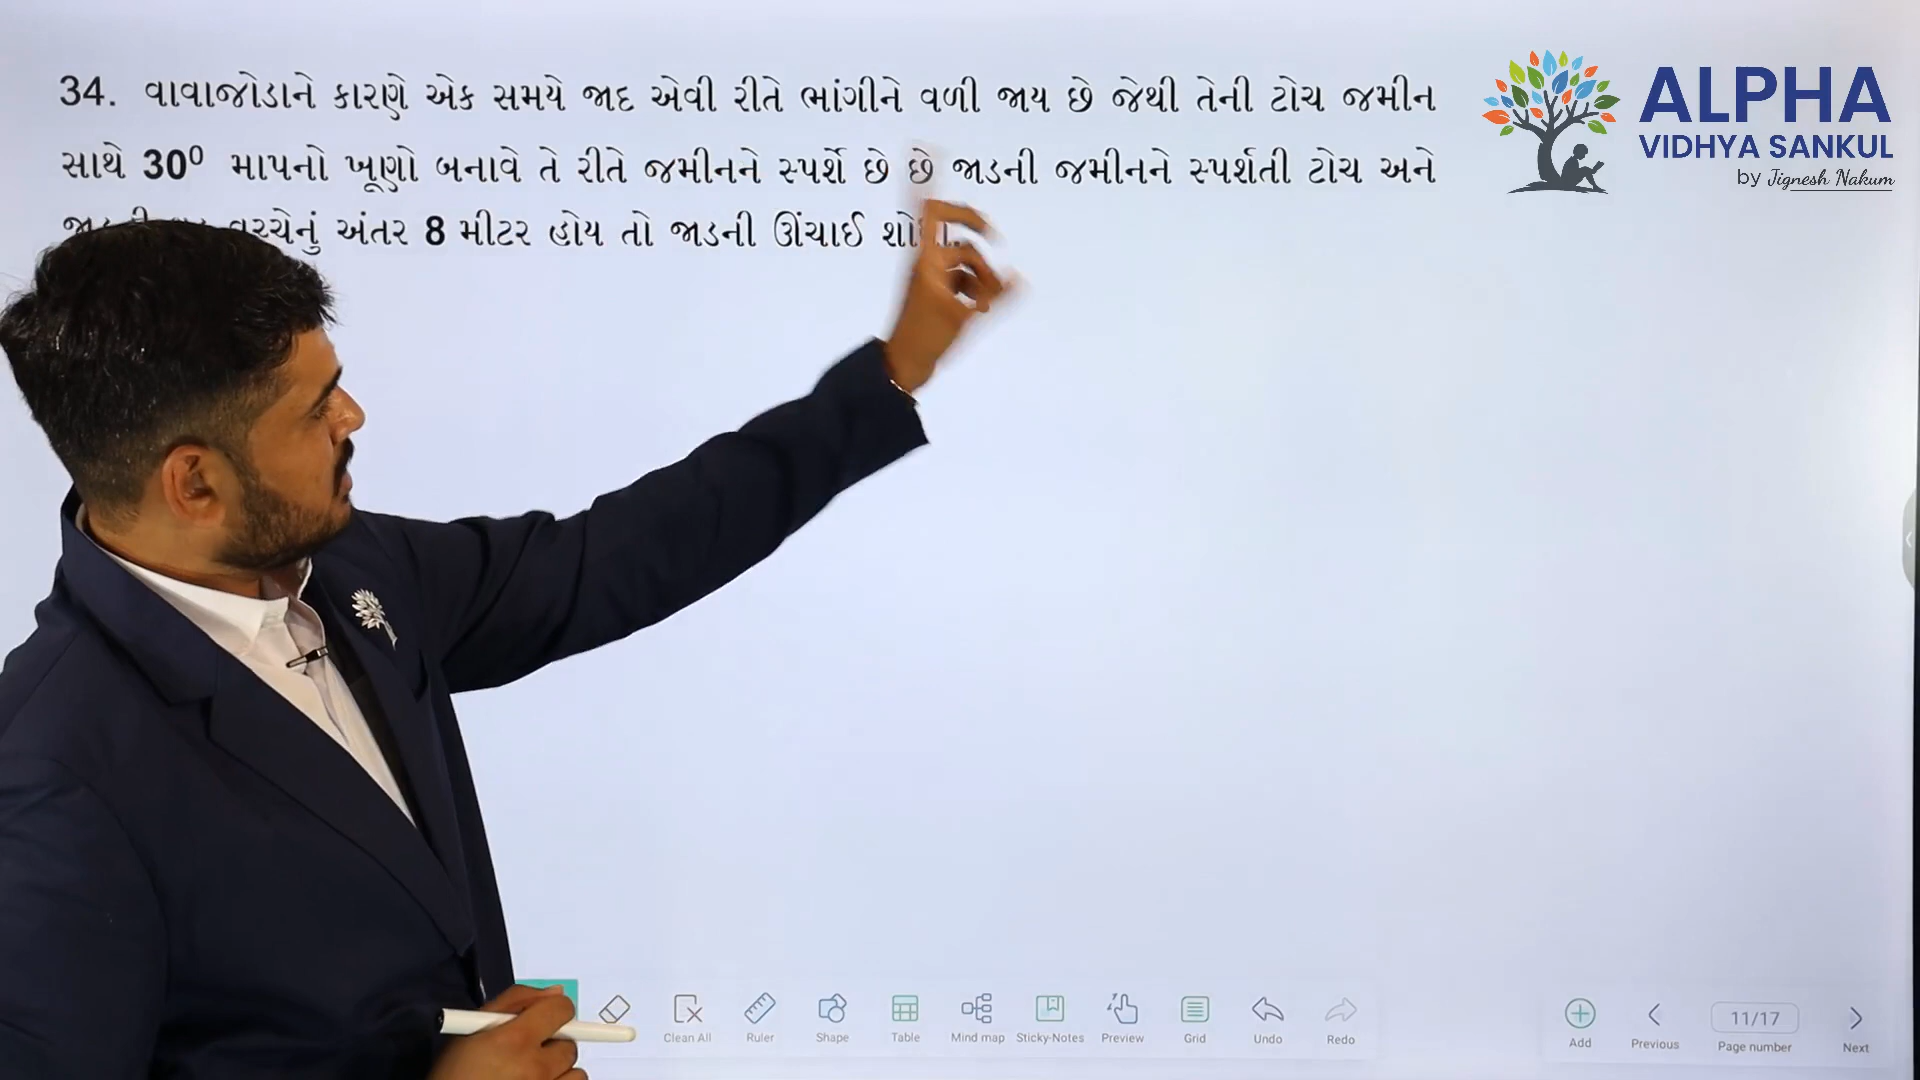 34. વાવાજોડાને કારણે એક સમયે જાદ એવી રીતે ભાંગીને વળી જાય છે જેથી તેની ટોચ જમીન
સાથે 30⁰ માપનો ખૂણો બનાવે તે રીતે જમીનને સ્પર્શે છે છે જાડની જમીનને સ્પર્શતી ટોચ અને
વચ્ચેનું અંતર 8 મીટર હોય તો જાડની ઊંચાઈ
ALPHA
VIDHYA SANKUL
by Jignesh Nakum
Clean All Ruler Shape Table Mind map Sticky-Notes Preview Grid Undo Redo
Add Previous 11/17 Page number Next